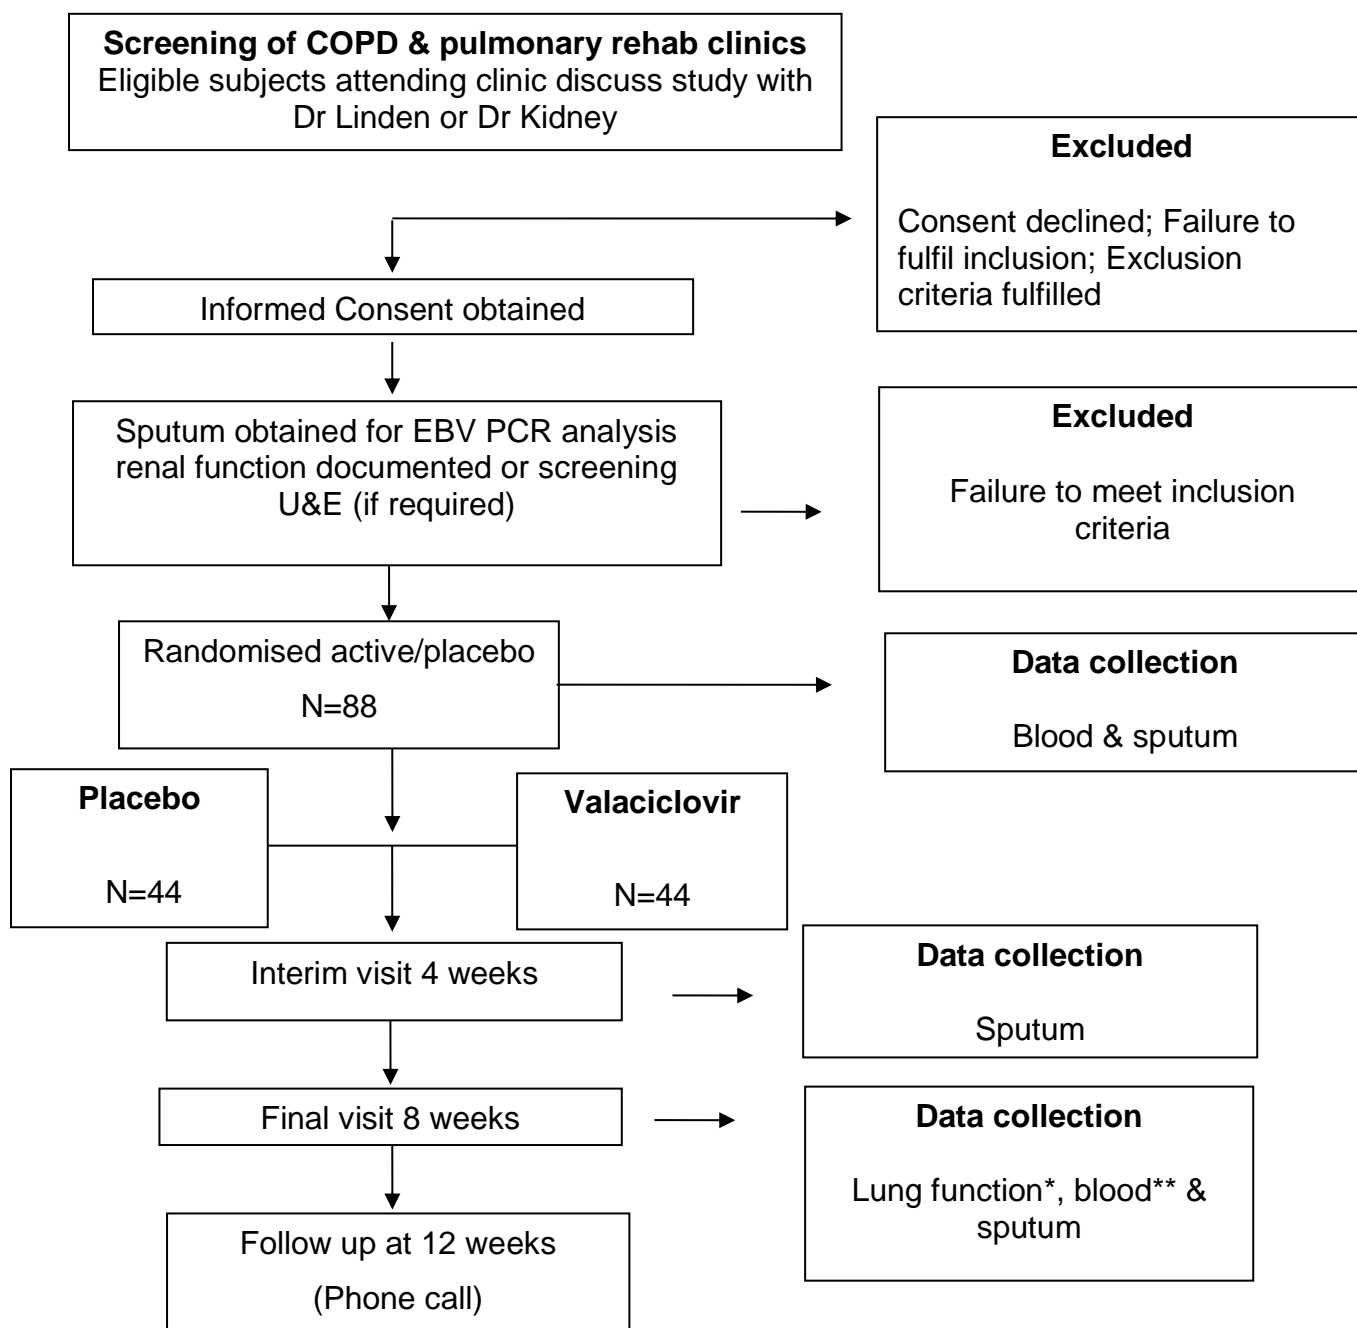 Screening of COPD & pulmonary rehab clinics
Eligible subjects attending clinic discuss study with
Dr Linden or Dr Kidney
Excluded
Consent declined; Failure to
fulfil inclusion; Exclusion
criteria fulfilled
Informed Consent obtained
Sputum obtained for EBV PCR analysis
renal function documented or screening
U&E (if required)
Excluded
Failure to meet inclusion
criteria
Randomised active/placebo
N=88
Data collection
Blood & sputum
Placebo
N=44
Valaciclovir
N=44
Interim visit 4 weeks
Data collection
Sputum
Final visit 8 weeks
Data collection
Lung function*, blood** &
sputum
Follow up at 12 weeks
(Phone call)